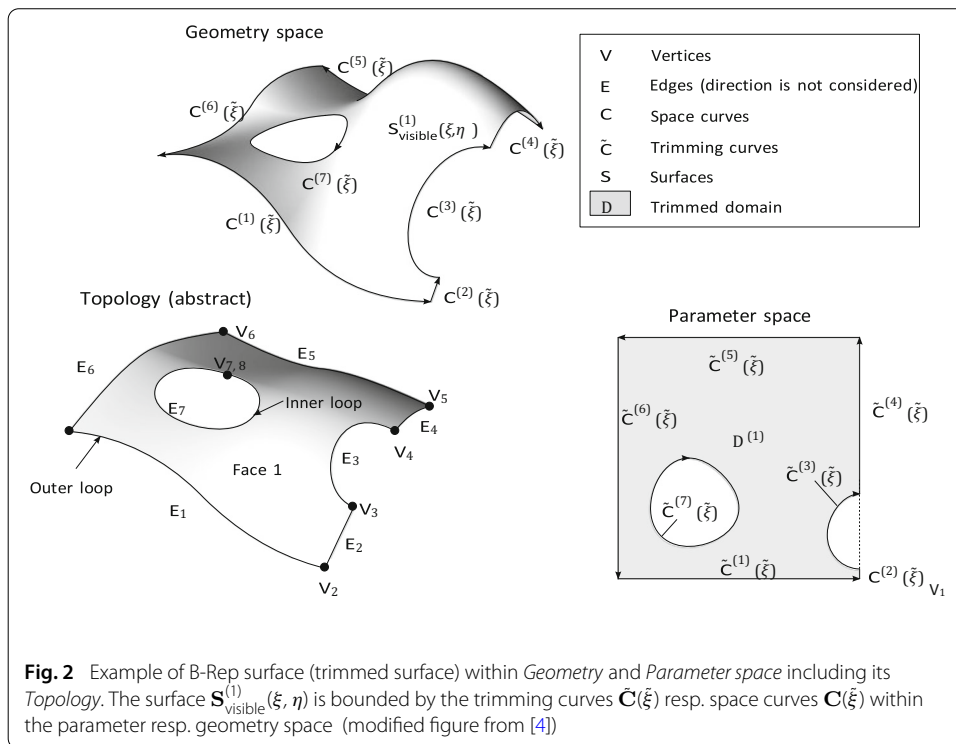 Geometry space
C⁽⁵⁾(ξ̃)
C⁽⁶⁾(ξ̃)
S⁽¹⁾visible(ξ,η)
C⁽⁴⁾(ξ̃)
C⁽⁷⁾(ξ̃)
C⁽³⁾(ξ̃)
C⁽¹⁾(ξ̃)
C⁽²⁾(ξ̃)
V Vertices
E Edges (direction is not considered)
C Space curves
C̃ Trimming curves
S Surfaces
D Trimmed domain
Topology (abstract)
V₆
E₅
E₆
V₇,₈
V₅
Inner loop
E₇
E₄
V₄
E₃
Face 1
Outer loop
V₃
E₁
E₂
V₂
Parameter space
C̃⁽⁵⁾(ξ̃)
C̃⁽⁶⁾(ξ̃)
C̃⁽⁴⁾(ξ̃)
D⁽¹⁾
C̃⁽³⁾(ξ̃)
C̃⁽⁷⁾(ξ̃)
C̃⁽¹⁾(ξ̃)
C⁽²⁾(ξ̃)
V₁
Fig. 2 Example of B-Rep surface (trimmed surface) within Geometry and Parameter space including its
Topology. The surface S⁽¹⁾visible(ξ, η) is bounded by the trimming curves C̃(ξ̃) resp. space curves C(ξ̃) within
the parameter resp. geometry space (modified figure from [4])